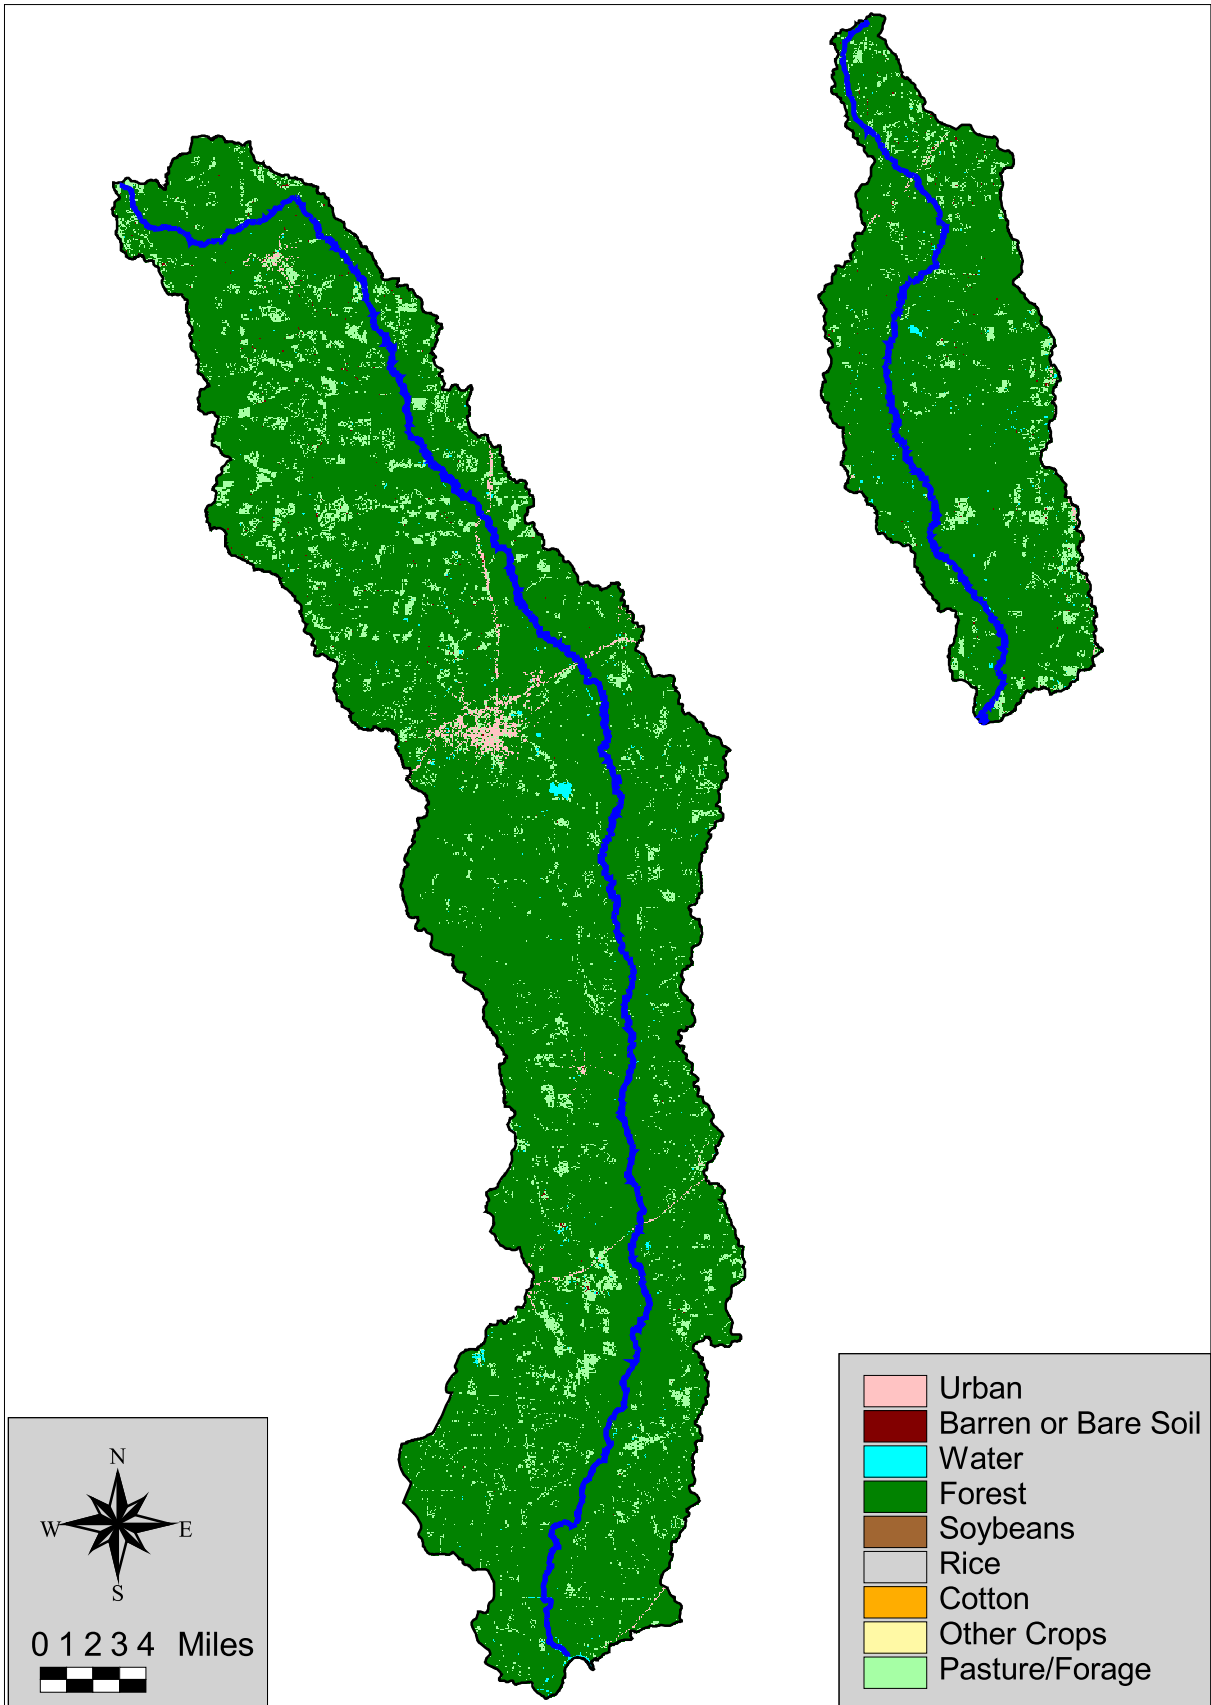 Urban
Barren or Bare Soil
Water
Forest
Soybeans
Rice
Cotton
Other Crops
Pasture/Forage
N
W E
S
0 1 2 3 4 Miles